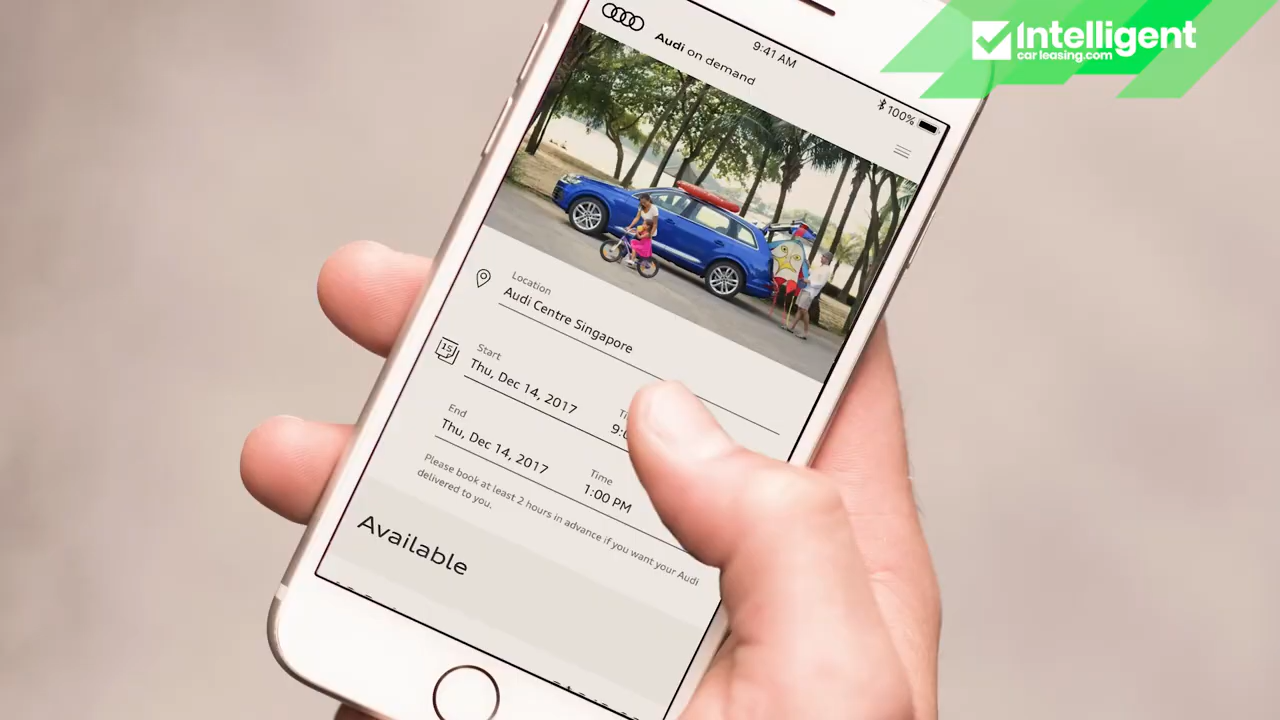 Intelligent
car leasing.com
9:41 AM
Audi on demand
100%
Location
Audi Centre Singapore
15
Start
Thu, Dec 14, 2017
End
Thu, Dec 14, 2017
Time
1:00 PM
Please book at least 2 hours in advance if you want your Audi
delivered to you.
Available